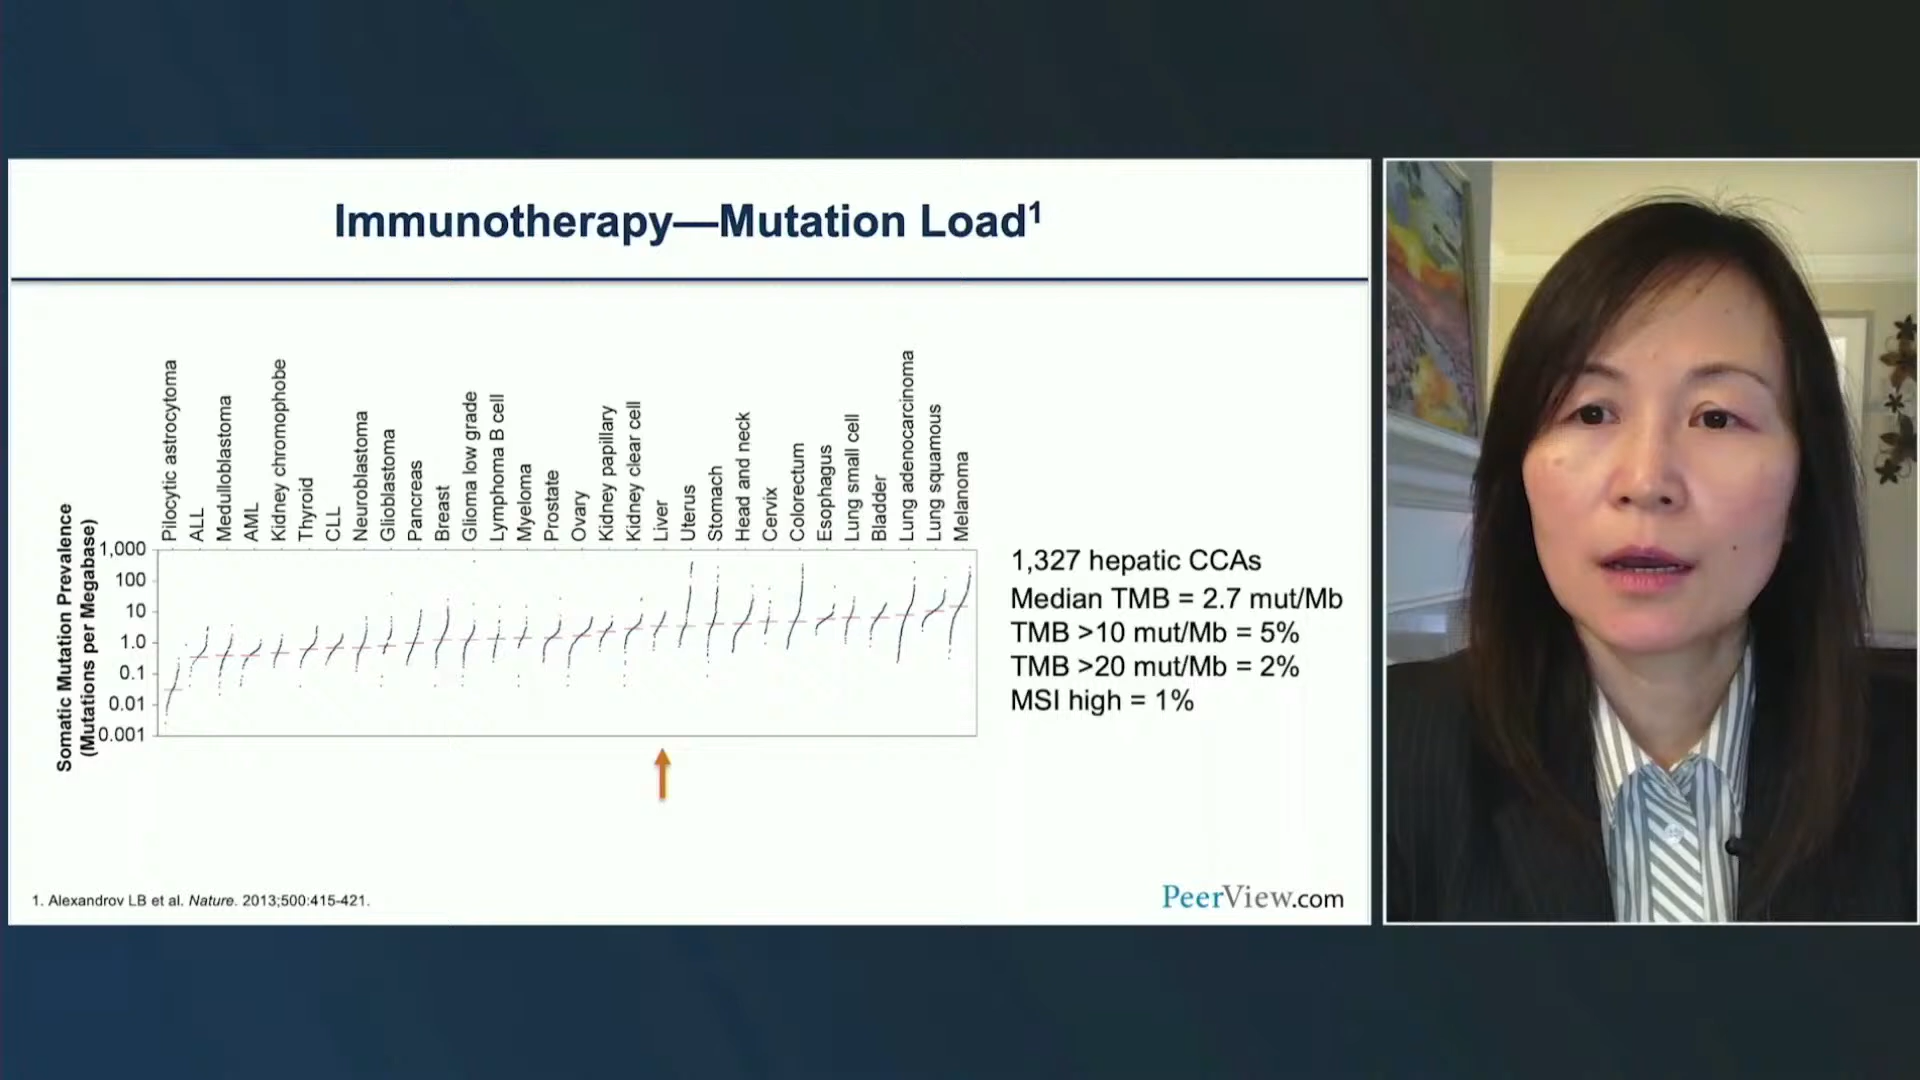 Immunotherapy—Mutation Load¹
Pilocytic astrocytoma
ALL
Medulloblastoma
AML
Kidney chromophobe
Thyroid
CLL
Neuroblastoma
Glioblastoma
Pancreas
Breast
Glioma low grade
Lymphoma B cell
Myeloma
Prostate
Ovary
Kidney papillary
Kidney clear cell
Liver
Uterus
Stomach
Head and neck
Cervix
Colorectum
Esophagus
Lung small cell
Bladder
Lung adenocarcinoma
Lung squamous
Melanoma
Somatic Mutation Prevalence
(Mutations per Megabase)
1,000
100
10
1.0
0.1
0.01
0.001
1,327 hepatic CCAs
Median TMB = 2.7 mut/Mb
TMB >10 mut/Mb = 5%
TMB >20 mut/Mb = 2%
MSI high = 1%
1. Alexandrov LB et al. Nature. 2013;500:415-421.
PeerView.com